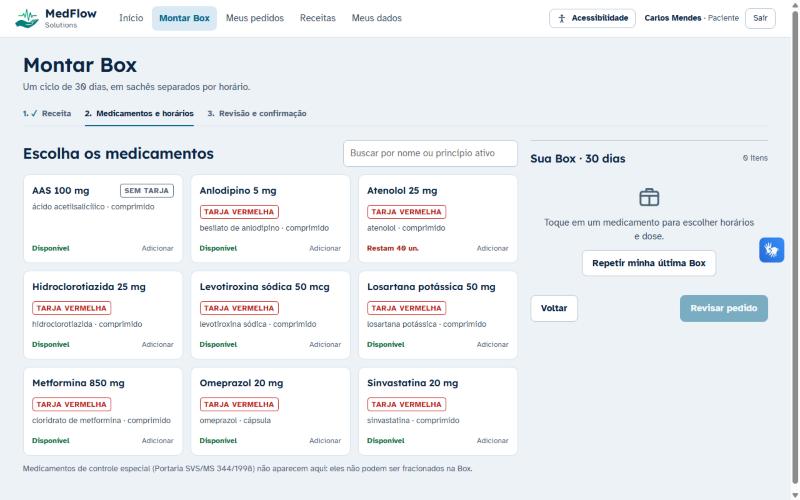 MedFlow
Solutions
Início
Montar Box
Meus pedidos
Receitas
Meus dados
Acessibilidade
Carlos Mendes · Paciente
Sair
Montar Box
Um ciclo de 30 dias, em sachês separados por horário.
1. ✓ Receita
2. Medicamentos e horários
3. Revisão e confirmação
Escolha os medicamentos
Buscar por nome ou princípio ativo
AAS 100 mg
SEM TARJA
ácido acetilsalicílico · comprimido
Disponível
Adicionar
Anlodipino 5 mg
TARJA VERMELHA
besilato de anlodipino · comprimido
Disponível
Adicionar
Atenolol 25 mg
TARJA VERMELHA
atenolol · comprimido
Restam 40 un.
Adicionar
Hidroclorotiazida 25 mg
TARJA VERMELHA
hidroclorotiazida · comprimido
Disponível
Adicionar
Levotiroxina sódica 50 mcg
TARJA VERMELHA
levotiroxina sódica · comprimido
Disponível
Adicionar
Losartana potássica 50 mg
TARJA VERMELHA
losartana potássica · comprimido
Disponível
Adicionar
Metformina 850 mg
TARJA VERMELHA
cloridrato de metformina · comprimido
Disponível
Adicionar
Omeprazol 20 mg
TARJA VERMELHA
omeprazol · cápsula
Disponível
Adicionar
Sinvastatina 20 mg
TARJA VERMELHA
sinvastatina · comprimido
Disponível
Adicionar
Medicamentos de controle especial (Portaria SVS/MS 344/1998) não aparecem aqui: eles não podem ser fracionados na Box.
Sua Box · 30 dias
0 itens
Toque em um medicamento para escolher horários
e dose.
Repetir minha última Box
Voltar
Revisar pedido